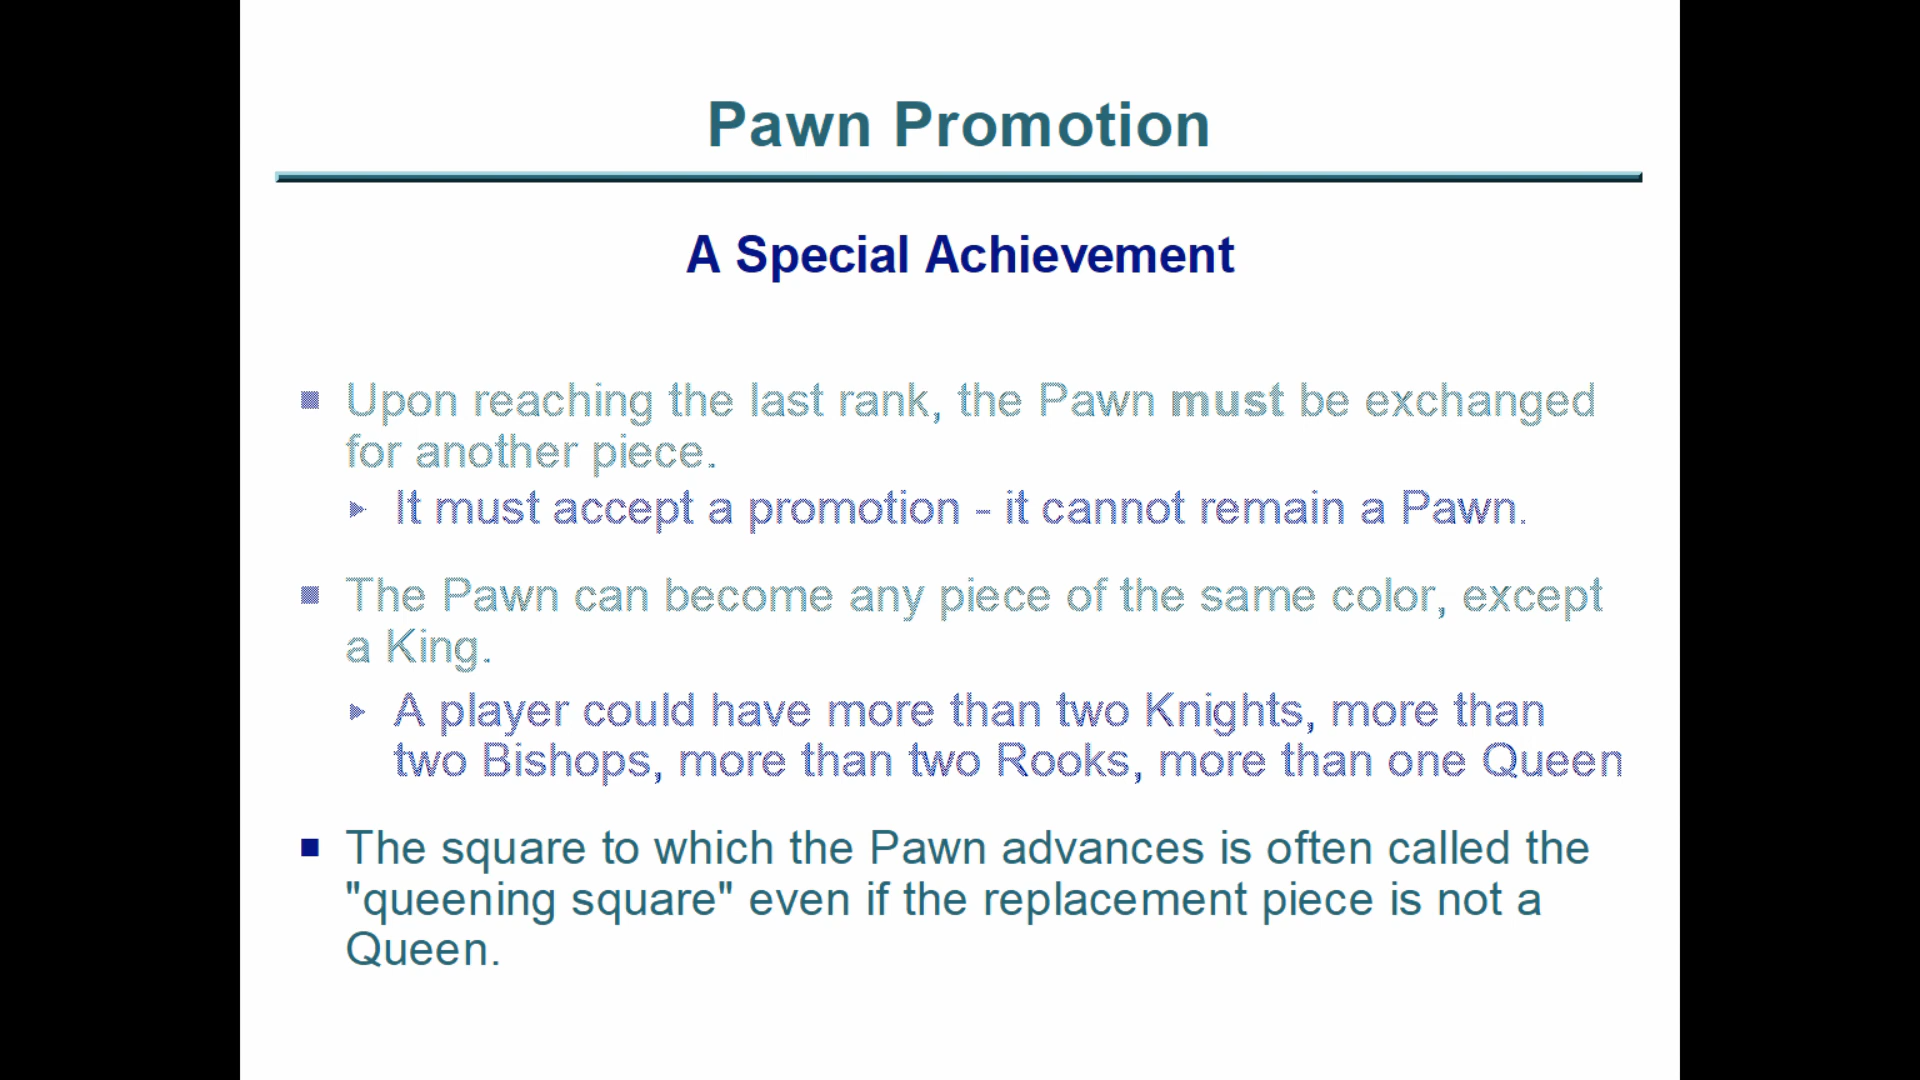 Pawn Promotion
A Special Achievement
Upon reaching the last rank, the Pawn must be exchanged
for another piece.
It must accept a promotion - it cannot remain a Pawn.
The Pawn can become any piece of the same color, except
a King.
A player could have more than two Knights, more than
two Bishops, more than two Rooks, more than one Queen
The square to which the Pawn advances is often called the
"queening square" even if the replacement piece is not a
Queen.